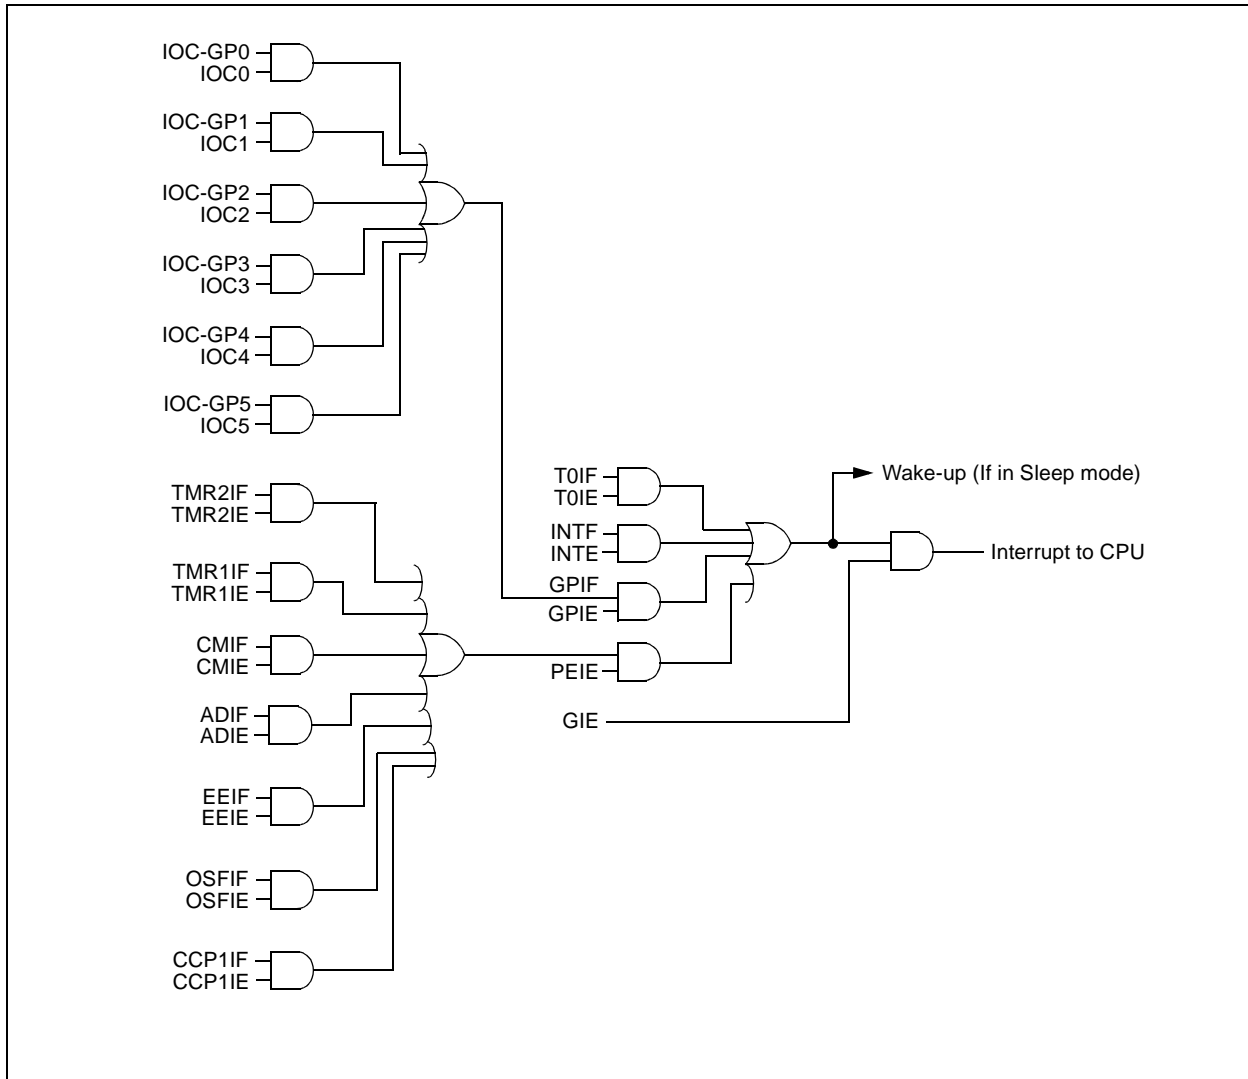 IOC-GP0
IOC0
IOC-GP1
IOC1
IOC-GP2
IOC2
IOC-GP3
IOC3
IOC-GP4
IOC4
IOC-GP5
IOC5
TMR2IF
TMR2IE
TMR1IF
TMR1IE
CMIF
CMIE
ADIF
ADIE
EEIF
EEIE
OSFIF
OSFIE
CCP1IF
CCP1IE
T0IF
T0IE
INTF
INTE
GPIF
GPIE
PEIE
GIE
Wake-up (If in Sleep mode)
Interrupt to CPU